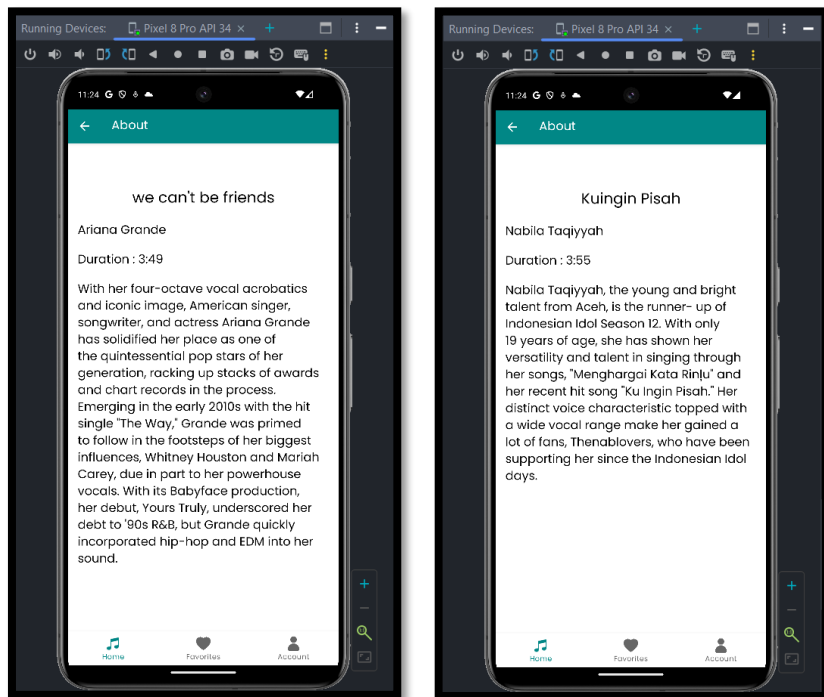 Running Devices: Pixel 8 Pro API 34
11:24 G
About
we can't be friends
Ariana Grande
Duration : 3:49
With her four-octave vocal acrobatics
and iconic image, American singer,
songwriter, and actress Ariana Grande
has solidified her place as one of
the quintessential pop stars of her
generation, racking up stacks of awards
and chart records in the process.
Emerging in the early 2010s with the hit
single "The Way," Grande was primed
to follow in the footsteps of her biggest
influences, Whitney Houston and Mariah
Carey, due in part to her powerhouse
vocals. With its Babyface production,
her debut, Yours Truly, underscored her
debt to '90s R&B, but Grande quickly
incorporated hip-hop and EDM into her
sound.
Home Favorites Account
Running Devices: Pixel 8 Pro API 34
11:24 G
About
Kuingin Pisah
Nabila Taqiyyah
Duration : 3:55
Nabila Taqiyyah, the young and bright
talent from Aceh, is the runner- up of
Indonesian Idol Season 12. With only
19 years of age, she has shown her
versatility and talent in singing through
her songs, "Menghargai Kata Rinḷu" and
her recent hit song "Ku Ingin Pisah." Her
distinct voice characteristic topped with
a wide vocal range make her gained a
lot of fans, Thenablovers, who have been
supporting her since the Indonesian Idol
days.
Home Favorites Account